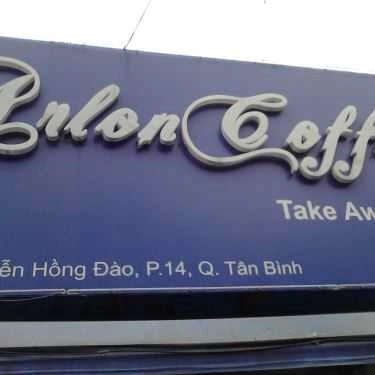 Arlon Coff
Take Aw
ễn Hồng Đào, P.14, Q. Tân Bình